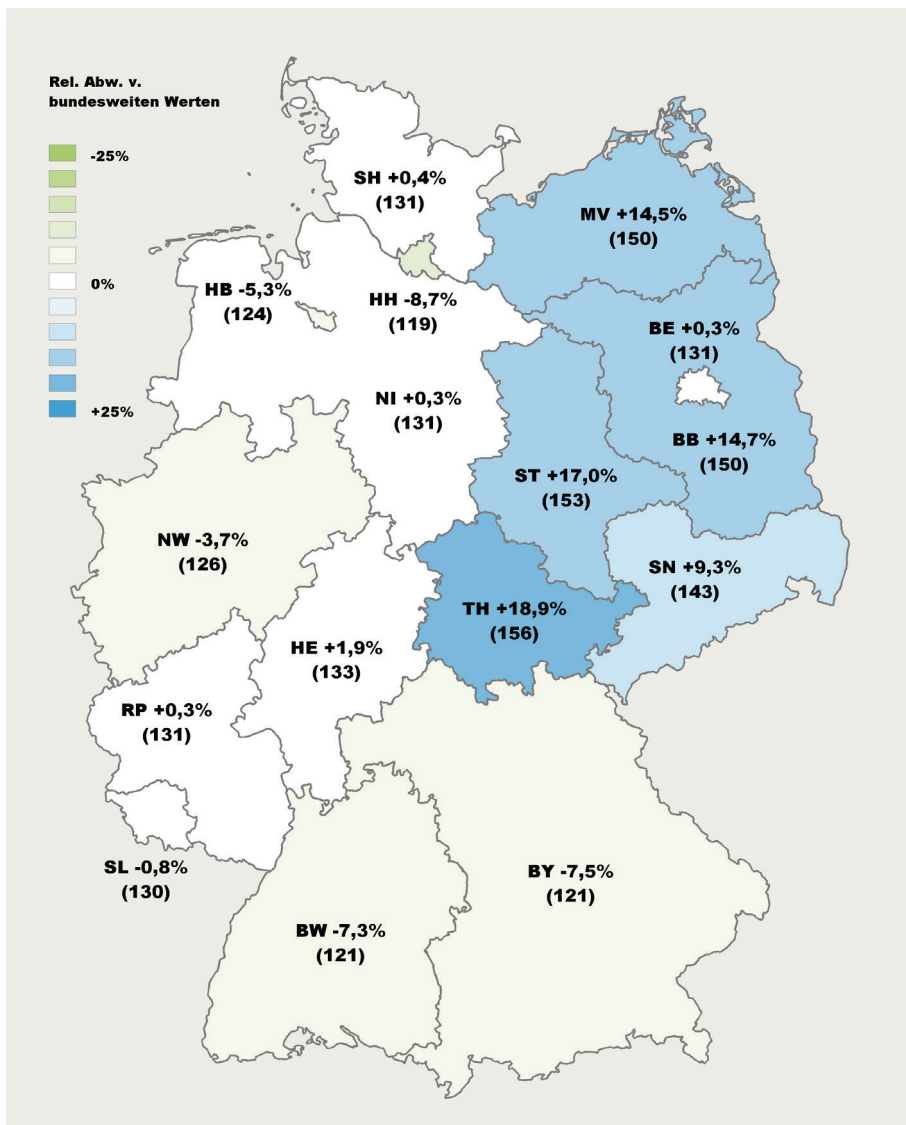 Rel. Abw. v.
bundesweiten Werten
-25%
0%
+25%
SH +0,4%
(131)
MV +14,5%
(150)
HB -5,3%
(124)
HH -8,7%
(119)
BE +0,3%
(131)
NI +0,3%
(131)
BB +14,7%
(150)
ST +17,0%
(153)
NW -3,7%
(126)
SN +9,3%
(143)
TH +18,9%
(156)
HE +1,9%
(133)
RP +0,3%
(131)
SL -0,8%
(130)
BY -7,5%
(121)
BW -7,3%
(121)